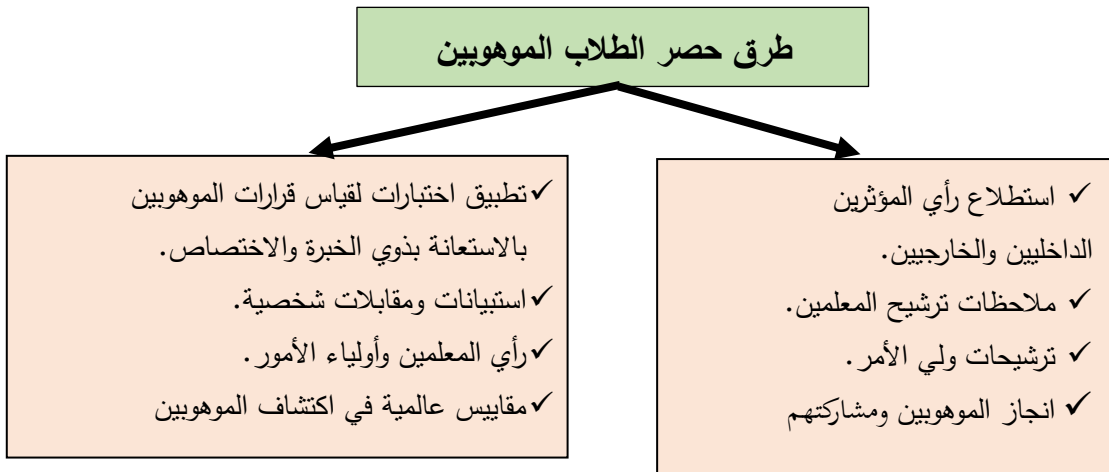 طرق حصر الطلاب الموهوبين
✓ استطلاع رأي المؤثرين
الداخليين والخارجيين.
✓ ملاحظات ترشيح المعلمين.
✓ ترشيحات ولي الأمر.
✓ انجاز الموهوبين ومشاركتهم
✓ تطبيق اختبارات لقياس قرارات الموهوبين
بالاستعانة بذوي الخبرة والاختصاص.
✓ استبيانات ومقابلات شخصية.
✓ رأي المعلمين وأولياء الأمور.
✓ مقاييس عالمية في اكتشاف الموهوبين